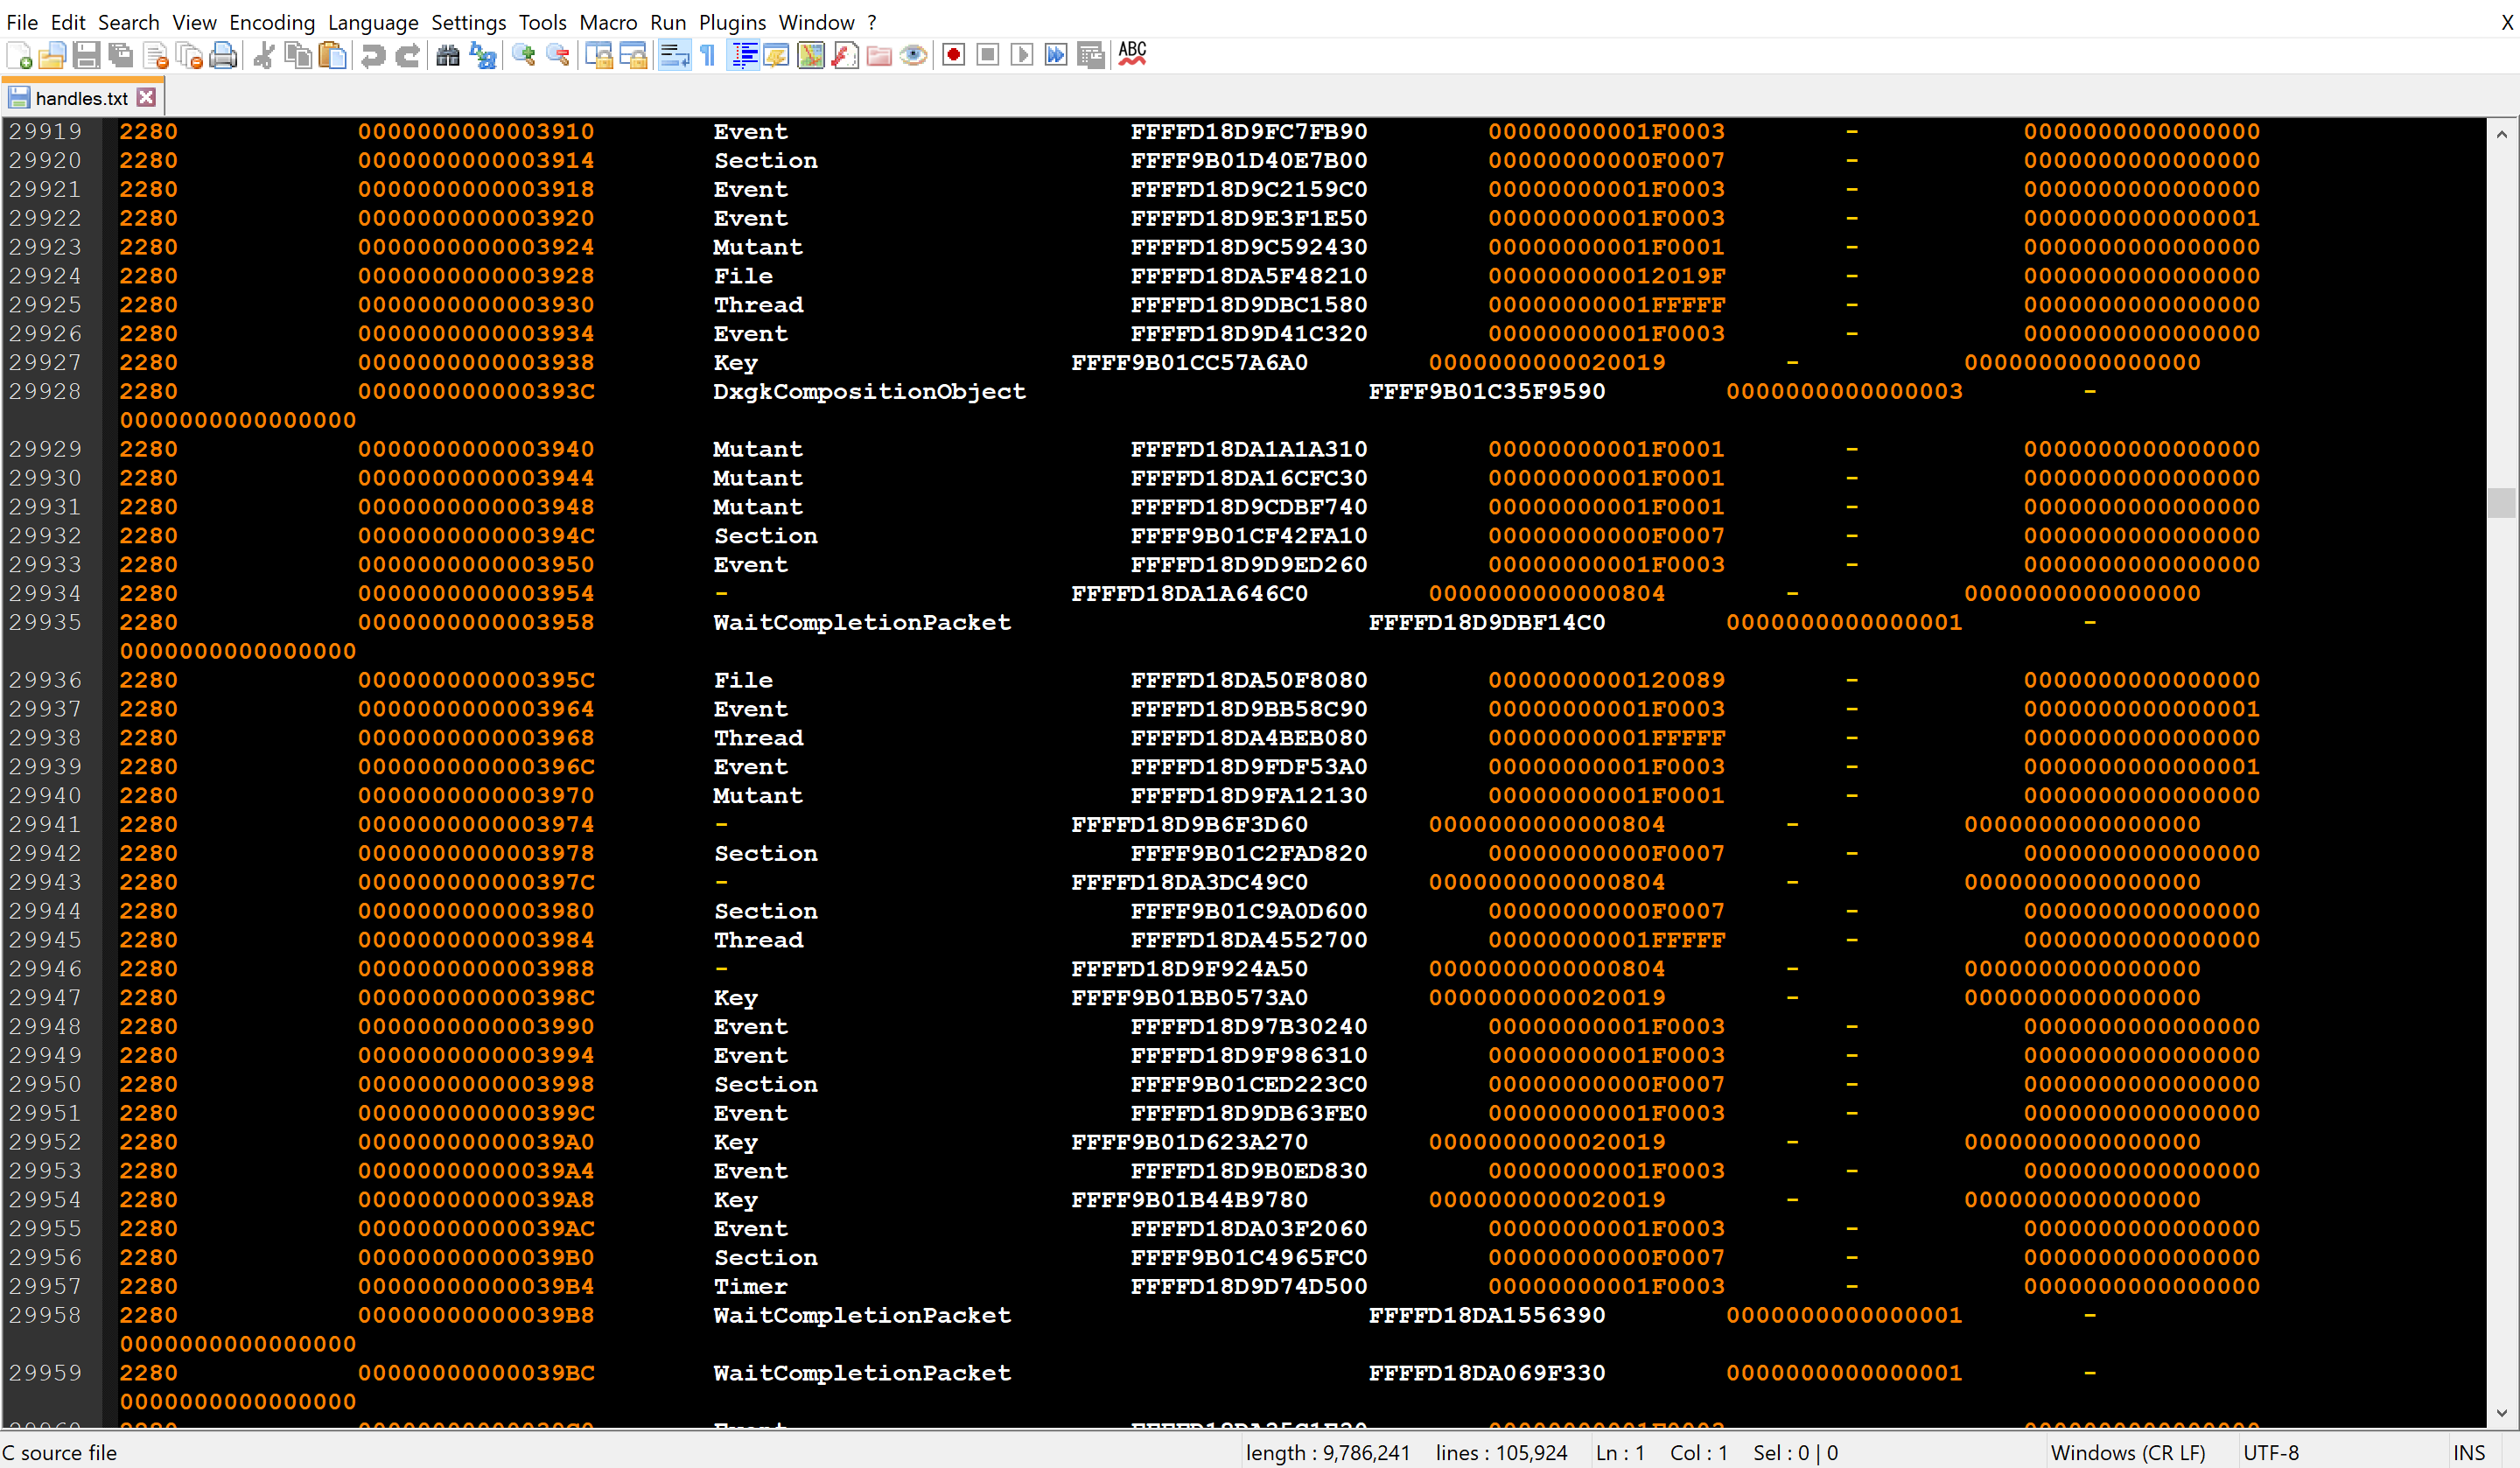 File Edit Search View Encoding Language Settings Tools Macro Run Plugins Window ? X
ABC
handles.txt
29919 2280 0000000000003910 Event FFFFD18D9FC7FB90 00000000001F0003 - 0000000000000000
29920 2280 0000000000003914 Section FFFF9B01D40E7B00 00000000000F0007 - 0000000000000000
29921 2280 0000000000003918 Event FFFFD18D9C2159C0 00000000001F0003 - 0000000000000000
29922 2280 0000000000003920 Event FFFFD18D9E3F1E50 00000000001F0003 - 0000000000000001
29923 2280 0000000000003924 Mutant FFFFD18D9C592430 00000000001F0001 - 0000000000000000
29924 2280 0000000000003928 File FFFFD18DA5F48210 000000000012019F - 0000000000000000
29925 2280 0000000000003930 Thread FFFFD18D9DBC1580 00000000001FFFFF - 0000000000000000
29926 2280 0000000000003934 Event FFFFD18D9D41C320 00000000001F0003 - 0000000000000000
29927 2280 0000000000003938 Key FFFF9B01CC57A6A0 0000000000020019 - 0000000000000000
29928 2280 000000000000393C DxgkCompositionObject FFFF9B01C35F9590 0000000000000003 -
0000000000000000
29929 2280 0000000000003940 Mutant FFFFD18DA1A1A310 00000000001F0001 - 0000000000000000
29930 2280 0000000000003944 Mutant FFFFD18DA16CFC30 00000000001F0001 - 0000000000000000
29931 2280 0000000000003948 Mutant FFFFD18D9CDBF740 00000000001F0001 - 0000000000000000
29932 2280 000000000000394C Section FFFF9B01CF42FA10 00000000000F0007 - 0000000000000000
29933 2280 0000000000003950 Event FFFFD18D9D9ED260 00000000001F0003 - 0000000000000000
29934 2280 0000000000003954 - FFFFD18DA1A646C0 0000000000000804 - 0000000000000000
29935 2280 0000000000003958 WaitCompletionPacket FFFFD18D9DBF14C0 0000000000000001 -
0000000000000000
29936 2280 000000000000395C File FFFFD18DA50F8080 0000000000120089 - 0000000000000000
29937 2280 0000000000003964 Event FFFFD18D9BB58C90 00000000001F0003 - 0000000000000001
29938 2280 0000000000003968 Thread FFFFD18DA4BEB080 00000000001FFFFF - 0000000000000000
29939 2280 000000000000396C Event FFFFD18D9FDF53A0 00000000001F0003 - 0000000000000001
29940 2280 0000000000003970 Mutant FFFFD18D9FA12130 00000000001F0001 - 0000000000000000
29941 2280 0000000000003974 - FFFFD18D9B6F3D60 0000000000000804 - 0000000000000000
29942 2280 0000000000003978 Section FFFF9B01C2FAD820 00000000000F0007 - 0000000000000000
29943 2280 000000000000397C - FFFFD18DA3DC49C0 0000000000000804 - 0000000000000000
29944 2280 0000000000003980 Section FFFF9B01C9A0D600 00000000000F0007 - 0000000000000000
29945 2280 0000000000003984 Thread FFFFD18DA4552700 00000000001FFFFF - 0000000000000000
29946 2280 0000000000003988 - FFFFD18D9F924A50 0000000000000804 - 0000000000000000
29947 2280 000000000000398C Key FFFF9B01BB0573A0 0000000000020019 - 0000000000000000
29948 2280 0000000000003990 Event FFFFD18D97B30240 00000000001F0003 - 0000000000000000
29949 2280 0000000000003994 Event FFFFD18D9F986310 00000000001F0003 - 0000000000000000
29950 2280 0000000000003998 Section FFFF9B01CED223C0 00000000000F0007 - 0000000000000000
29951 2280 000000000000399C Event FFFFD18D9DB63FE0 00000000001F0003 - 0000000000000000
29952 2280 00000000000039A0 Key FFFF9B01D623A270 0000000000020019 - 0000000000000000
29953 2280 00000000000039A4 Event FFFFD18D9B0ED830 00000000001F0003 - 0000000000000000
29954 2280 00000000000039A8 Key FFFF9B01B44B9780 0000000000020019 - 0000000000000000
29955 2280 00000000000039AC Event FFFFD18DA03F2060 00000000001F0003 - 0000000000000000
29956 2280 00000000000039B0 Section FFFF9B01C4965FC0 00000000000F0007 - 0000000000000000
29957 2280 00000000000039B4 Timer FFFFD18D9D74D500 00000000001F0003 - 0000000000000000
29958 2280 00000000000039B8 WaitCompletionPacket FFFFD18DA1556390 0000000000000001 -
0000000000000000
29959 2280 00000000000039BC WaitCompletionPacket FFFFD18DA069F330 0000000000000001 -
0000000000000000
C source file length : 9,786,241 lines : 105,924 Ln : 1 Col : 1 Sel : 0 | 0 Windows (CR LF) UTF-8 INS